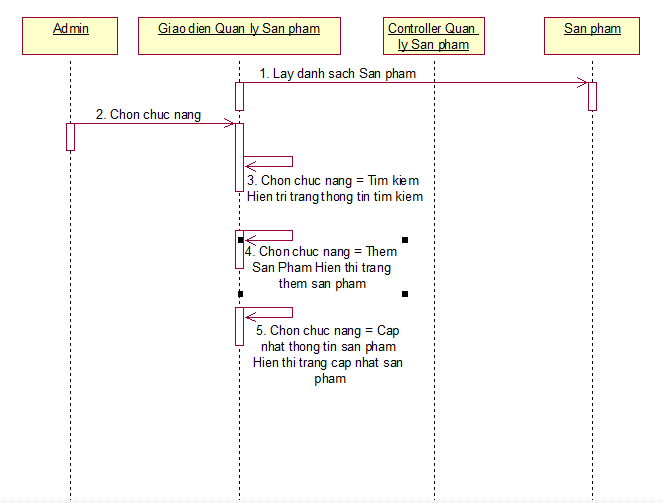 Admin
Giao dien Quan ly San pham
Controller Quan
ly San pham
San pham
1. Lay danh sach San pham
2. Chon chuc nang
3. Chon chuc nang = Tim kiem
Hien tri trang thong tin tim kiem
4. Chon chuc nang = Them
San Pham Hien thi trang
them san pham
5. Chon chuc nang = Cap
nhat thong tin san pham
Hien thi trang cap nhat san
pham